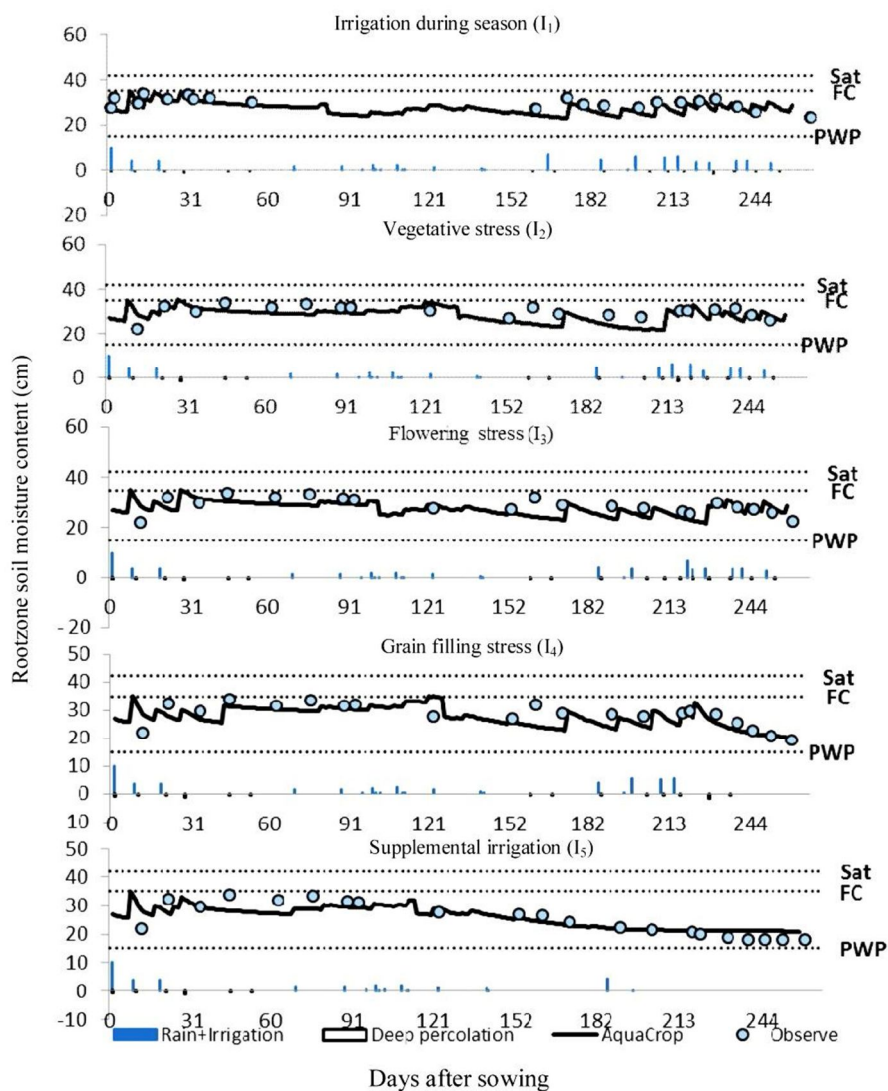 Rootzone soil moisture content (cm)
Irrigation during season (I₁)
60
40
20
0
20
Sat
FC
PWP
0 31 60 91 121 152 182 213 244
Vegetative stress (I₂)
60
40
20
0
20
Sat
FC
PWP
0 31 60 91 121 152 182 213 244
Flowering stress (I₃)
60
40
20
0
-20
Sat
FC
PWP
0 31 60 91 121 152 182 213 244
Grain filling stress (I₄)
50
40
30
20
10
0
10
Sat
FC
PWP
0 31 60 91 121 152 182 213 244
Supplemental irrigation (I₅)
50
40
30
20
10
0
-10
Sat
FC
PWP
0 31 60 91 121 152 182 213 244
Rain+Irrigation Deep percolation AquaCrop Observe
Days after sowing